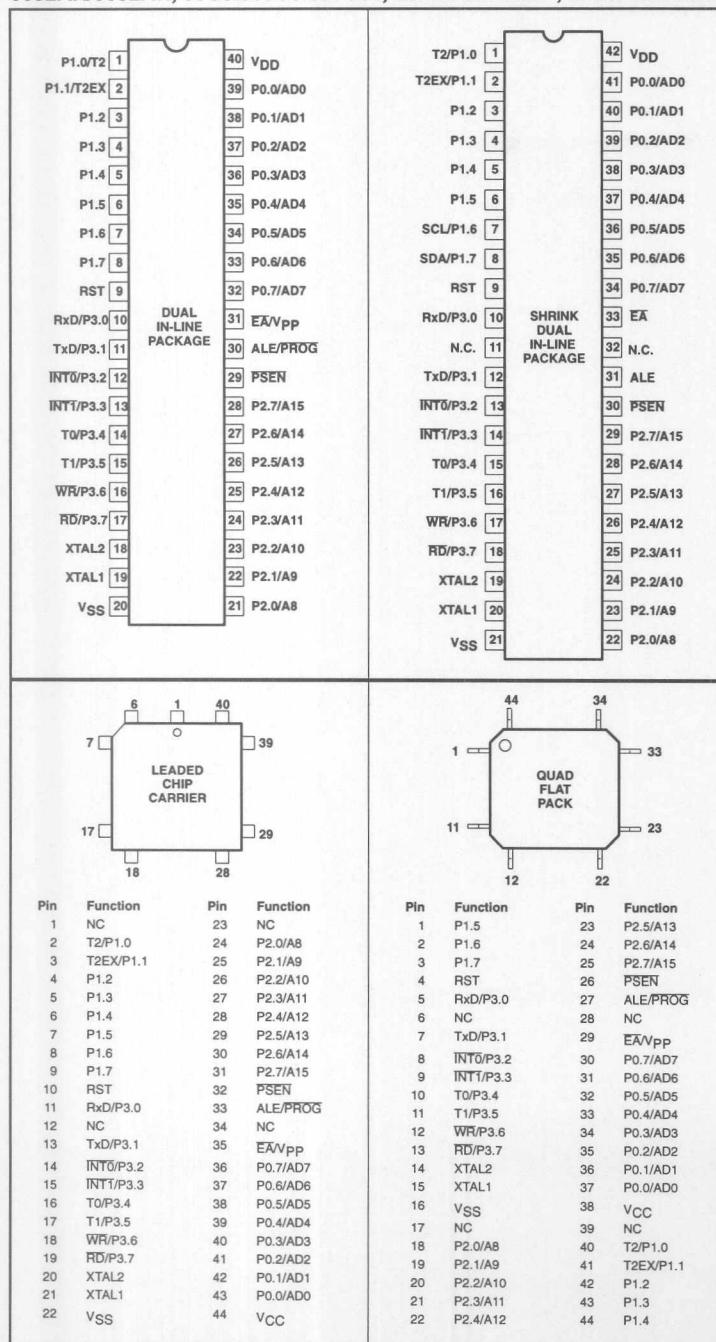 P1.0/T2 1 40 VDD
P1.1/T2EX 2 39 P0.0/AD0
P1.2 3 38 P0.1/AD1
P1.3 4 37 P0.2/AD2
P1.4 5 36 P0.3/AD3
P1.5 6 35 P0.4/AD4
P1.6 7 34 P0.5/AD5
P1.7 8 33 P0.6/AD6
RST 9 32 P0.7/AD7
RxD/P3.0 10 31 EA/VPP
TxD/P3.1 11 30 ALE/PROG
INT0/P3.2 12 29 PSEN
INT1/P3.3 13 28 P2.7/A15
T0/P3.4 14 27 P2.6/A14
T1/P3.5 15 26 P2.5/A13
WR/P3.6 16 25 P2.4/A12
RD/P3.7 17 24 P2.3/A11
XTAL2 18 23 P2.2/A10
XTAL1 19 22 P2.1/A9
VSS 20 21 P2.0/A8
DUAL
IN-LINE
PACKAGE
T2/P1.0 1 42 VDD
T2EX/P1.1 2 41 P0.0/AD0
P1.2 3 40 P0.1/AD1
P1.3 4 39 P0.2/AD2
P1.4 5 38 P0.3/AD3
P1.5 6 37 P0.4/AD4
SCL/P1.6 7 36 P0.5/AD5
SDA/P1.7 8 35 P0.6/AD6
RST 9 34 P0.7/AD7
RxD/P3.0 10 33 EA
N.C. 11 32 N.C.
TxD/P3.1 12 31 ALE
INT0/P3.2 13 30 PSEN
INT1/P3.3 14 29 P2.7/A15
T0/P3.4 15 28 P2.6/A14
T1/P3.5 16 27 P2.5/A13
WR/P3.6 17 26 P2.4/A12
RD/P3.7 18 25 P2.3/A11
XTAL2 19 24 P2.2/A10
XTAL1 20 23 P2.1/A9
VSS 21 22 P2.0/A8
SHRINK
DUAL
IN-LINE
PACKAGE
6 1 40
7 39
LEADED
CHIP
CARRIER
17 29
18 28
Pin Function Pin Function
1 NC 23 NC
2 T2/P1.0 24 P2.0/A8
3 T2EX/P1.1 25 P2.1/A9
4 P1.2 26 P2.2/A10
5 P1.3 27 P2.3/A11
6 P1.4 28 P2.4/A12
7 P1.5 29 P2.5/A13
8 P1.6 30 P2.6/A14
9 P1.7 31 P2.7/A15
10 RST 32 PSEN
11 RxD/P3.0 33 ALE/PROG
12 NC 34 NC
13 TxD/P3.1 35 EA/VPP
14 INT0/P3.2 36 P0.7/AD7
15 INT1/P3.3 37 P0.6/AD6
16 T0/P3.4 38 P0.5/AD5
17 T1/P3.5 39 P0.4/AD4
18 WR/P3.6 40 P0.3/AD3
19 RD/P3.7 41 P0.2/AD2
20 XTAL2 42 P0.1/AD1
21 XTAL1 43 P0.0/AD0
22 VSS 44 VCC
44 34
1 33
QUAD
FLAT
PACK
11 23
12 22
Pin Function Pin Function
1 P1.5 23 P2.5/A13
2 P1.6 24 P2.6/A14
3 P1.7 25 P2.7/A15
4 RST 26 PSEN
5 RxD/P3.0 27 ALE/PROG
6 NC 28 NC
7 TxD/P3.1 29 EA/VPP
8 INT0/P3.2 30 P0.7/AD7
9 INT1/P3.3 31 P0.6/AD6
10 T0/P3.4 32 P0.5/AD5
11 T1/P3.5 33 P0.4/AD4
12 WR/P3.6 34 P0.3/AD3
13 RD/P3.7 35 P0.2/AD2
14 XTAL2 36 P0.1/AD1
15 XTAL1 37 P0.0/AD0
16 VSS 38 VCC
17 NC 39 NC
18 P2.0/A8 40 T2/P1.0
19 P2.1/A9 41 T2EX/P1.1
20 P2.2/A10 42 P1.2
21 P2.3/A11 43 P1.3
22 P2.4/A12 44 P1.4